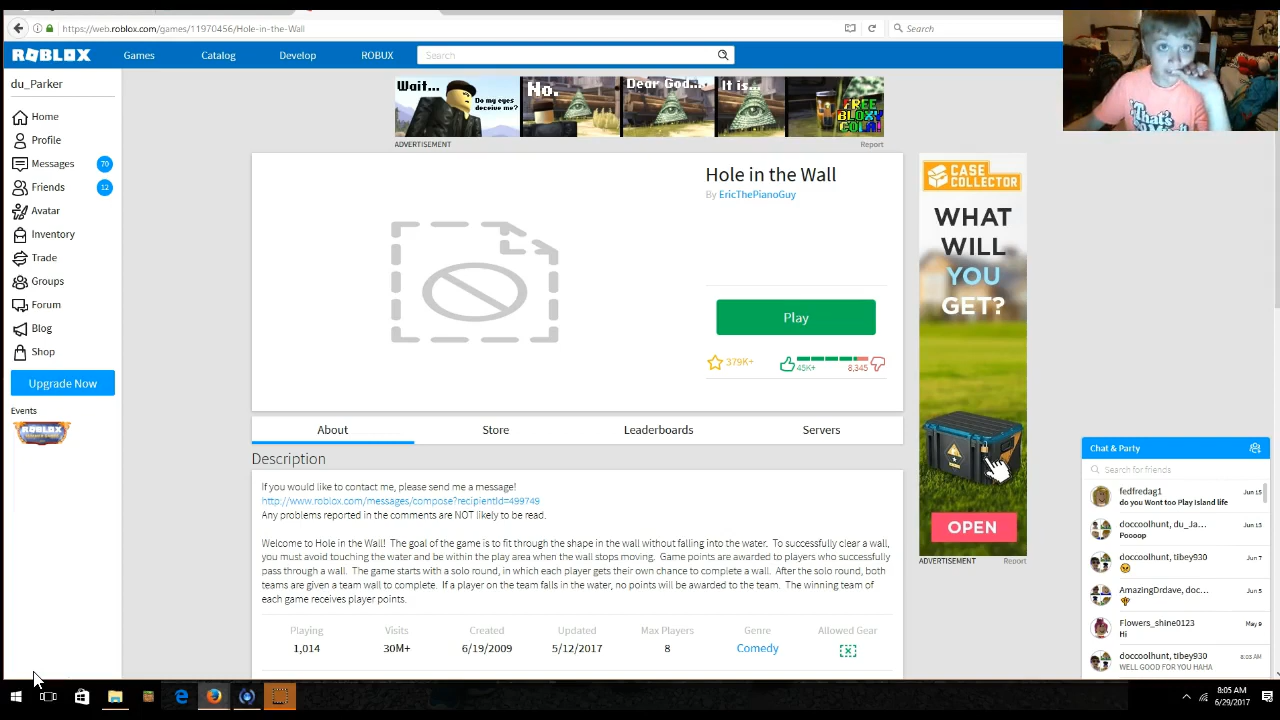 https://web.roblox.com/games/11970456/Hole-in-the-Wall
Search
ROBLOX
Games
Catalog
Develop
ROBUX
Search
du_Parker
Home
Profile
Messages
70
Friends
12
Avatar
Inventory
Trade
Groups
Forum
Blog
Shop
Upgrade Now
Events
ROBLOX
Wait...
Do my eyes
deceive me?
No.
Dear God...
It is...
FREE
BLOXY
COLA!
ADVERTISEMENT
Report
Hole in the Wall
By EricThePianoGuy
Play
379K+
45K+
8,345
About
Store
Leaderboards
Servers
Description
If you would like to contact me, please send me a message!
http://www.roblox.com/messages/compose?recipientId=499749
Any problems reported in the comments are NOT likely to be read.
Welcome to Hole in the Wall! The goal of the game is to fit through the shape in the wall without falling into the water. To successfully clear a wall,
you must avoid touching the water and be within the play area when the wall stops moving. Game points are awarded to players who successfully
pass through a wall. The game starts with a solo round, in which each player gets their own chance to complete a wall. After the solo round, both
teams are given a team wall to complete. If a player on the team falls in the water, no points will be awarded to the team. The winning team of
each game receives player points.
Playing
Visits
Created
Updated
Max Players
Genre
Allowed Gear
1,014
30M+
6/19/2009
5/12/2017
8
Comedy
CASE
COLLECTOR
WHAT
WILL
YOU
GET?
OPEN
ADVERTISEMENT
Report
That's
Chat & Party
Search for friends
fedfredag1
Jun 15
do you Wont too Play Island life
doccoolhunt, du_Ja...
Jun 13
Poooop
doccoolhunt, tibey930
Jun 7
AmazingDrdave, doc...
Jun 5
Flowers_shine0123
May 9
Hi
doccoolhunt, tibey930
8:03 AM
WELL GOOD FOR YOU HAHA
8:05 AM
6/29/2017